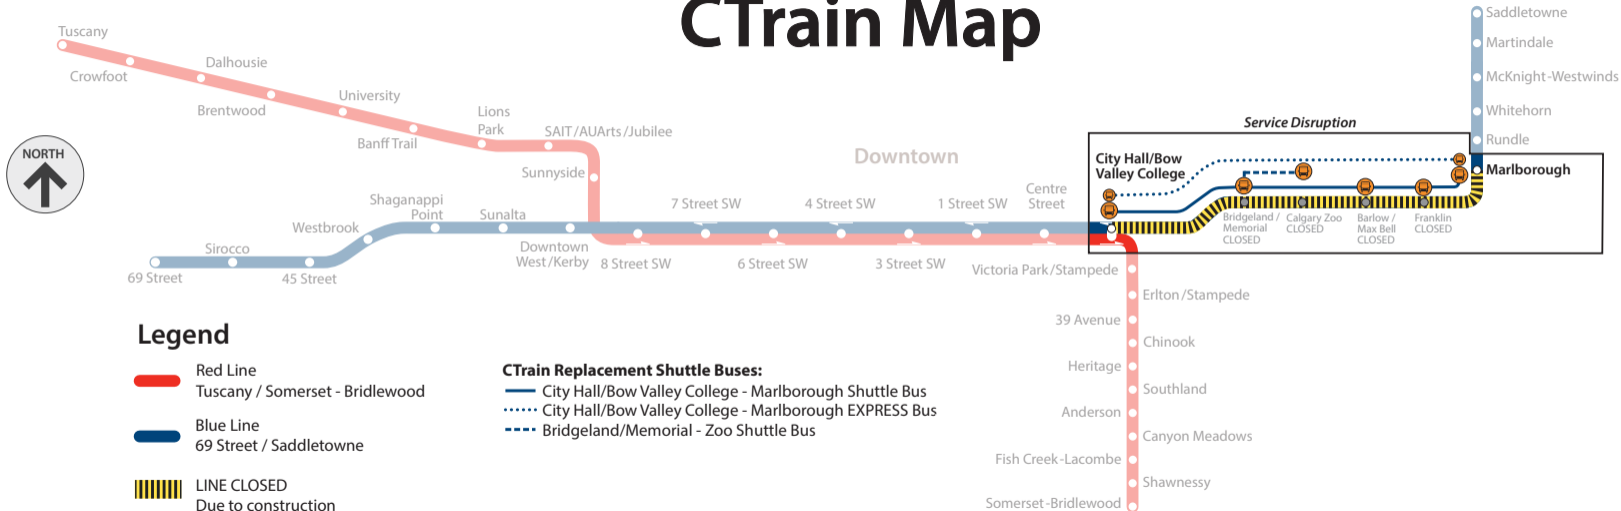 CTrain Map
Tuscany
Crowfoot
Dalhousie
Brentwood
University
Banff Trail
Lions
Park
SAIT/AUArts/Jubilee
Sunnyside
Downtown
NORTH
Shaganappi
Point
Westbrook
Sirocco
69 Street
45 Street
Sunalta
Downtown
West/Kerby
8 Street SW
7 Street SW
6 Street SW
4 Street SW
3 Street SW
1 Street SW
Centre
Street
Service Disruption
City Hall/Bow
Valley College
Bridgeland /
Memorial
CLOSED
Calgary Zoo
CLOSED
Barlow /
Max Bell
CLOSED
Franklin
CLOSED
Saddletowne
Martindale
McKnight-Westwinds
Whitehorn
Rundle
Marlborough
Victoria Park/Stampede
Erlton/Stampede
39 Avenue
Chinook
Heritage
Southland
Anderson
Canyon Meadows
Fish Creek-Lacombe
Shawnessy
Somerset-Bridlewood
Legend
Red Line
Tuscany / Somerset - Bridlewood
Blue Line
69 Street / Saddletowne
LINE CLOSED
Due to construction
CTrain Replacement Shuttle Buses:
City Hall/Bow Valley College - Marlborough Shuttle Bus
City Hall/Bow Valley College - Marlborough EXPRESS Bus
Bridgeland/Memorial - Zoo Shuttle Bus